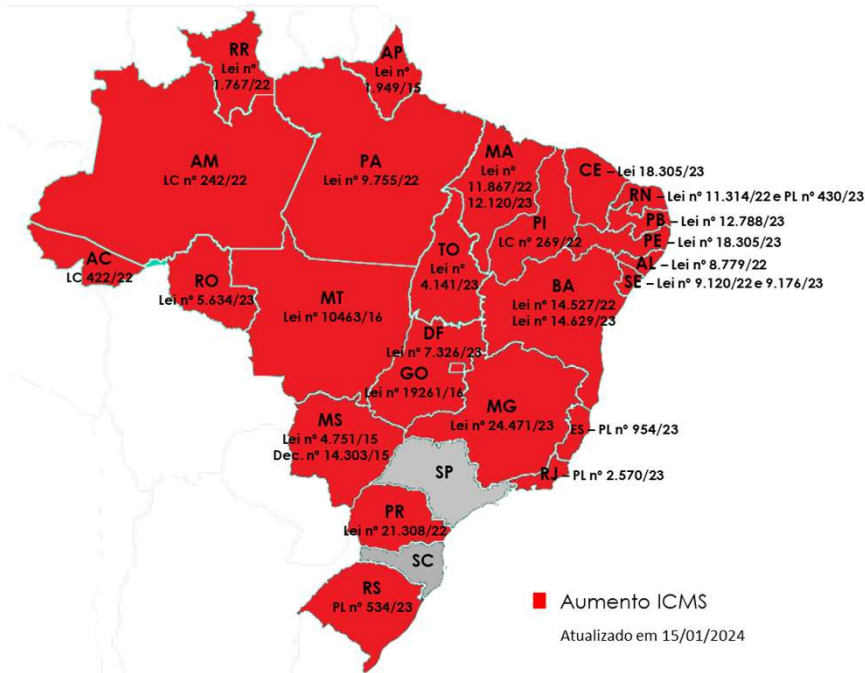 RR
Lei nº
1.767/22
AP
Lei nº
1.949/15
AM
LC nº 242/22
PA
Lei nº 9.755/22
MA
Lei nº
11.867/22
12.120/23
CE – Lei 18.305/23
RN – Lei nº 11.314/22 e PL nº 430/23
PB – Lei nº 12.788/23
PE – Lei nº 18.305/23
AL – Lei nº 8.779/22
SE – Lei nº 9.120/22 e 9.176/23
PI
LC nº 269/22
AC
LC 422/22
RO
Lei nº 5.634/23
TO
Lei nº
4.141/23
MT
Lei nº 10463/16
BA
Lei nº 14.527/22
Lei nº 14.629/23
DF
Lei nº 7.326/23
GO
Lei nº 19261/16
MG
Lei nº 24.471/23
ES – PL nº 954/23
MS
Lei nº 4.751/15
Dec. nº 14.303/15
RJ – PL nº 2.570/23
SP
PR
Lei nº 21.308/22
SC
RS
PL nº 534/23
Aumento ICMS
Atualizado em 15/01/2024